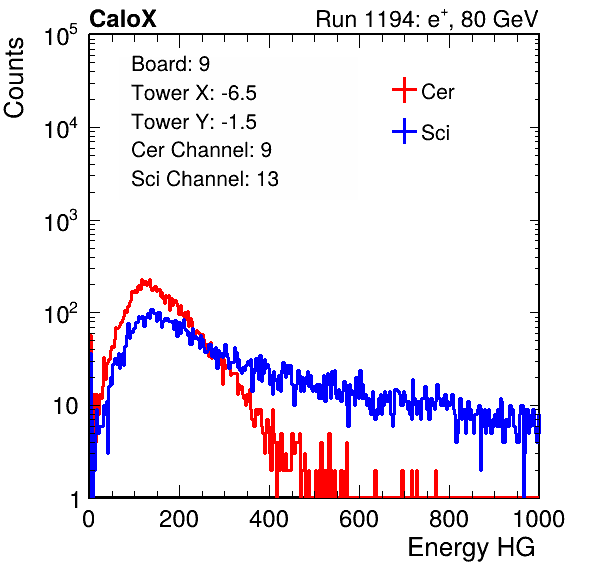 CaloX Run 1194: e⁺, 80 GeV
Counts
10⁵
10⁴
10³
10²
10
1
Board: 9
Tower X: -6.5
Tower Y: -1.5
Cer Channel: 9
Sci Channel: 13
Cer
Sci
0 200 400 600 800 1000
Energy HG